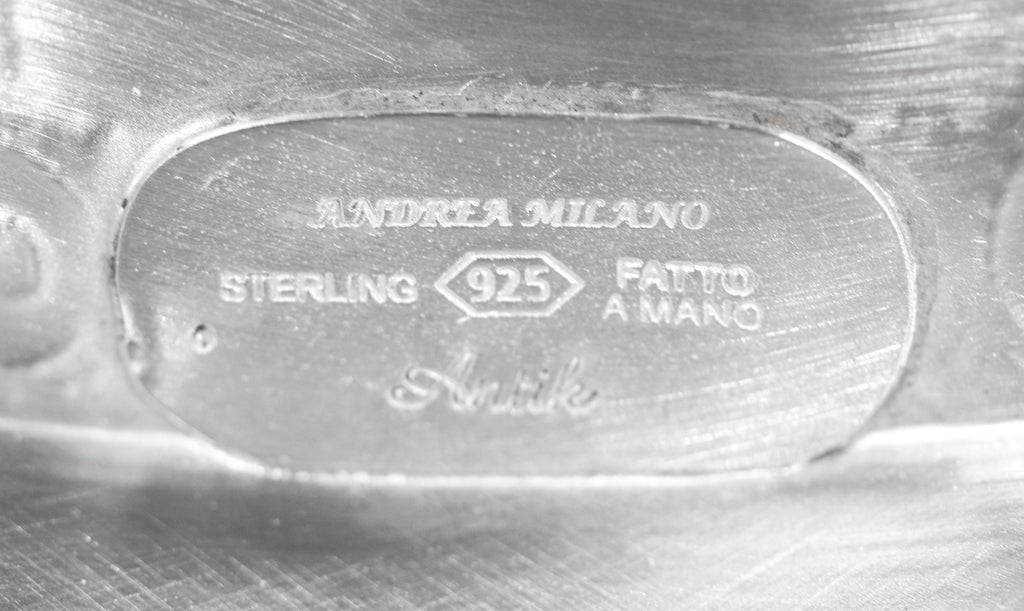 ANDREA MILANO
STERLING 925 FATTO
A MANO
Antik